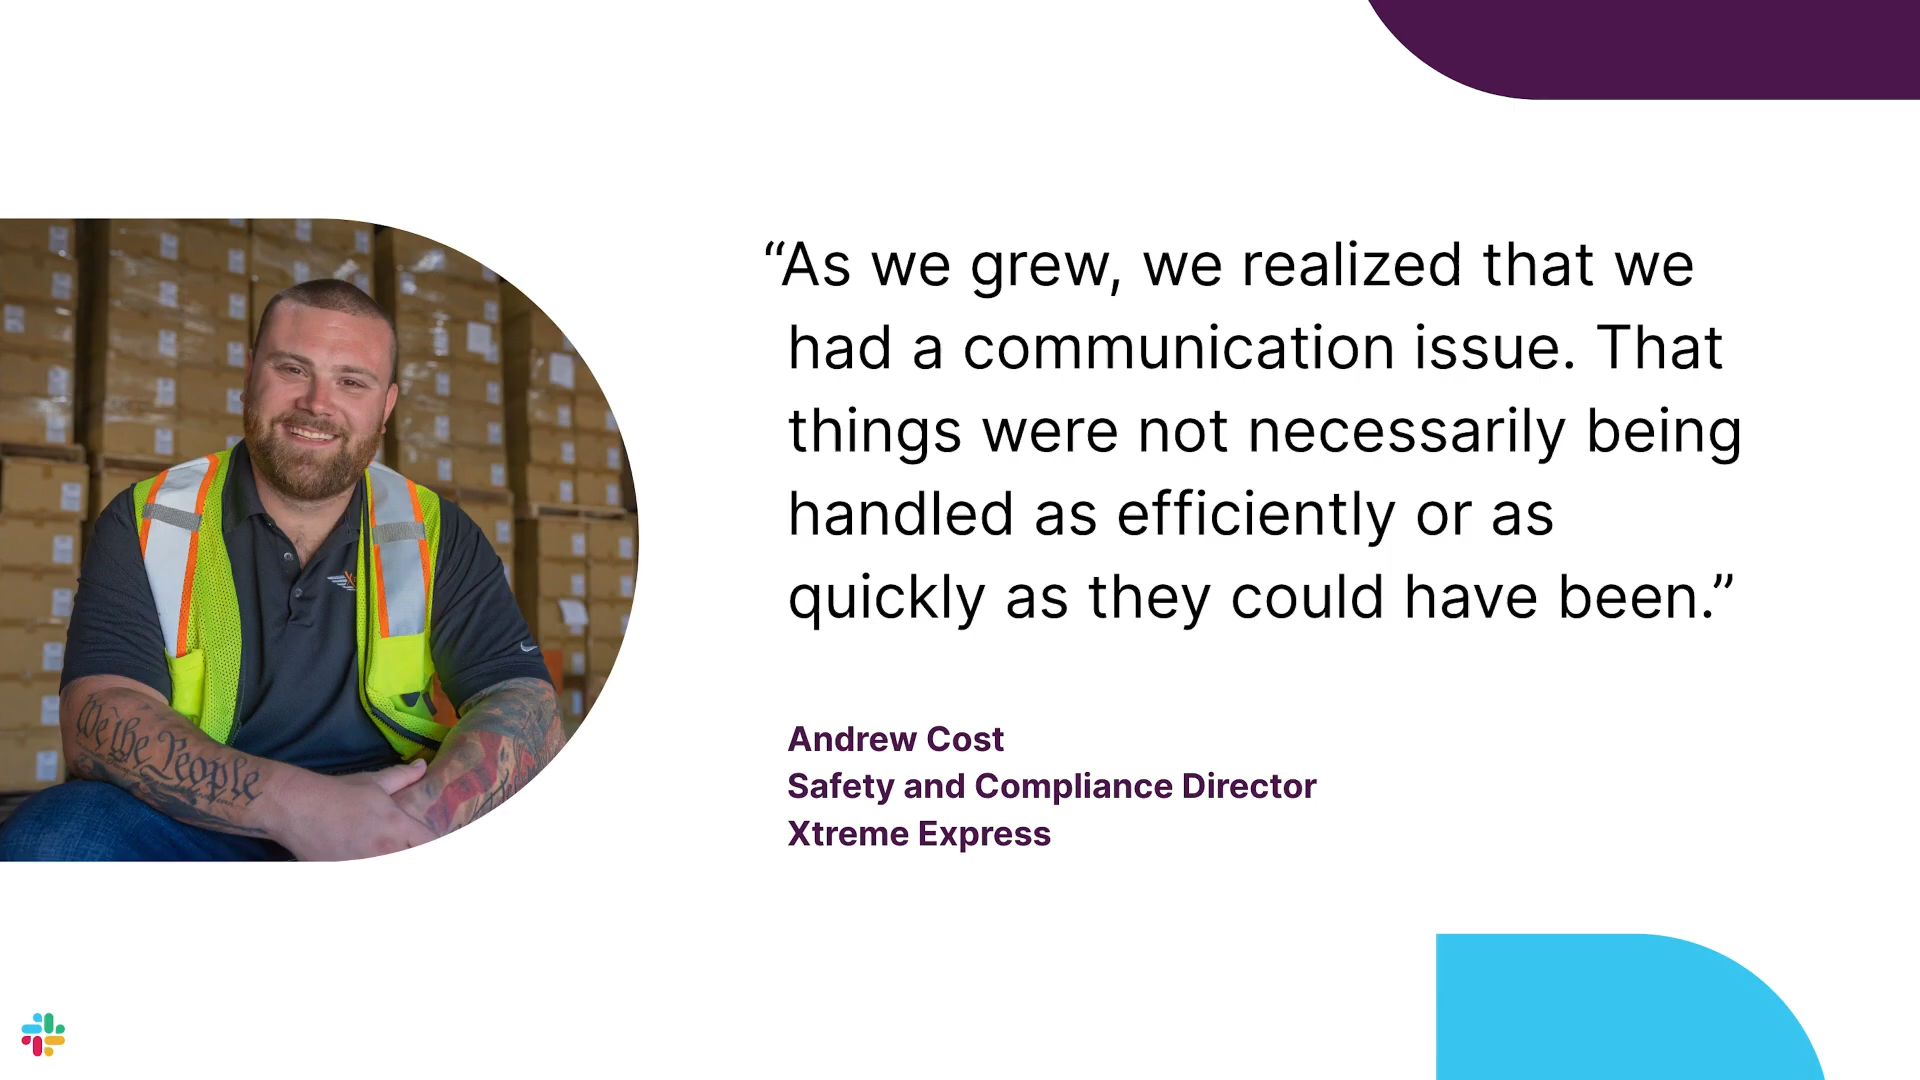 “As we grew, we realized that we
had a communication issue. That
things were not necessarily being
handled as efficiently or as
quickly as they could have been.”
Andrew Cost
Safety and Compliance Director
Xtreme Express
We the People